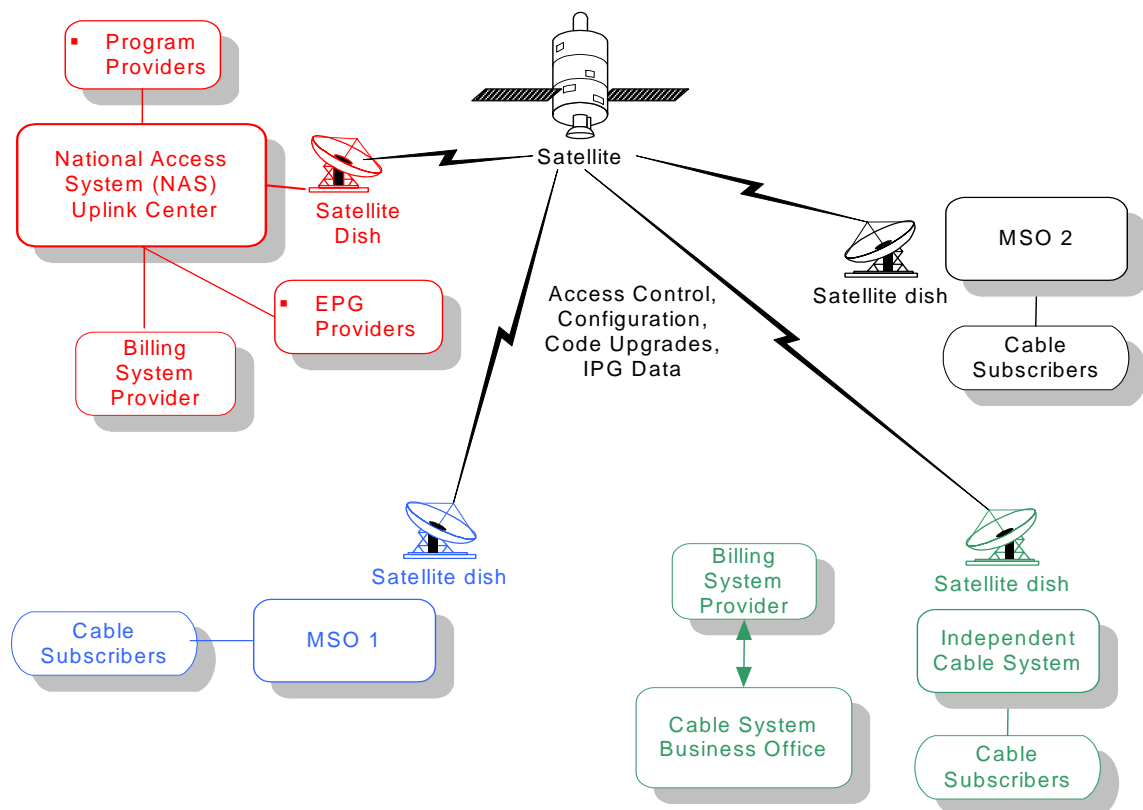 Program
Providers
National Access
System (NAS)
Uplink Center
Satellite
Dish
EPG
Providers
Billing
System
Provider
Satellite
Access Control,
Configuration,
Code Upgrades,
IPG Data
MSO 2
Satellite dish
Cable
Subscribers
Satellite dish
Cable
Subscribers
MSO 1
Billing
System
Provider
Cable System
Business Office
Satellite dish
Independent
Cable System
Cable
Subscribers